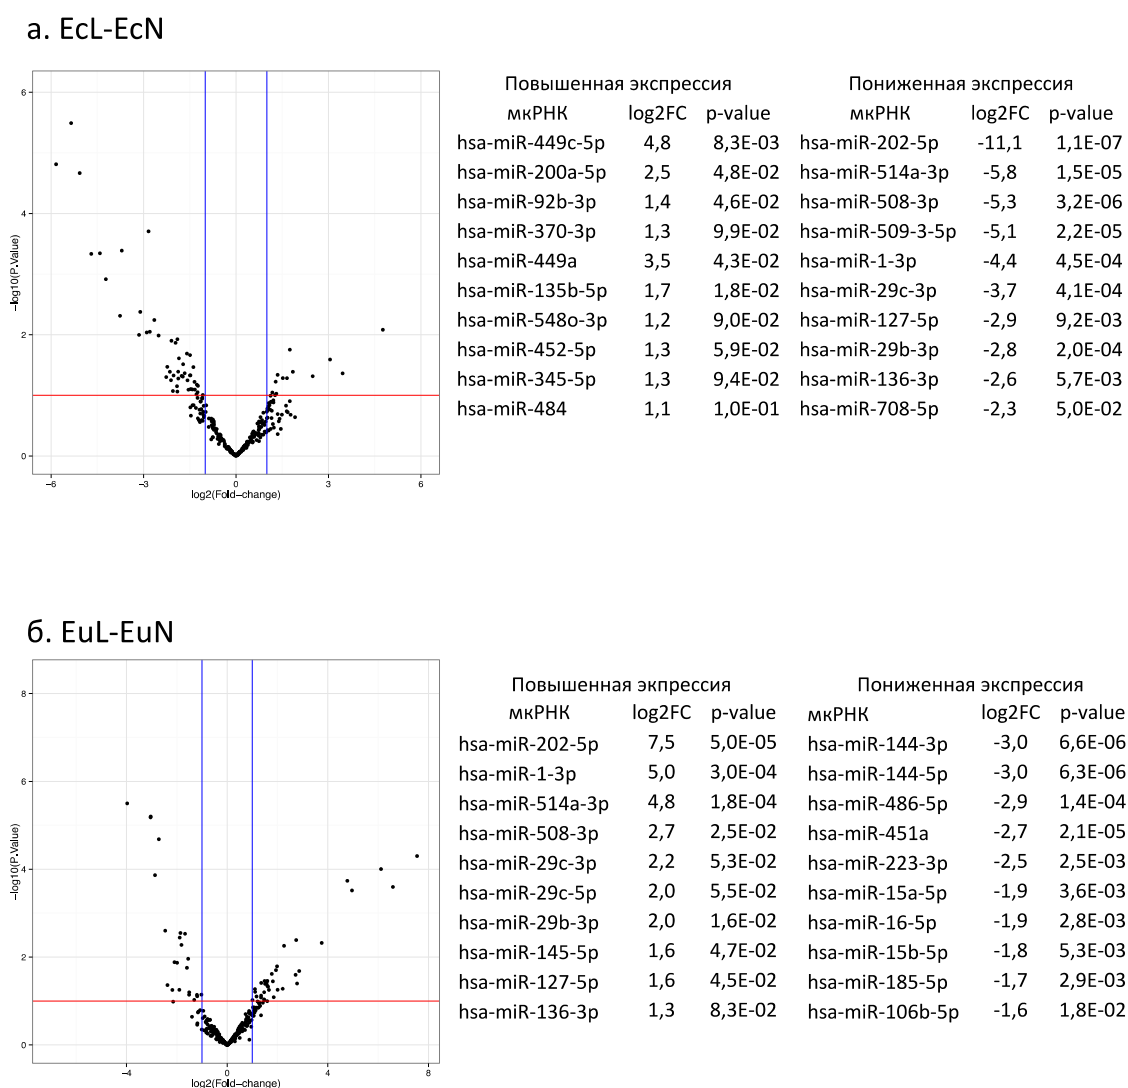 а. EcL-EcN
6
4
2
0
−log10(P.Value)
−6 −3 0 3 6
log2(Fold−change)
Повышенная экспрессия Пониженная экспрессия
мкРНК log2FC p-value мкРНК log2FC p-value
hsa-miR-449c-5p 4,8 8,3E-03 hsa-miR-202-5p -11,1 1,1E-07
hsa-miR-200a-5p 2,5 4,8E-02 hsa-miR-514a-3p -5,8 1,5E-05
hsa-miR-92b-3p 1,4 4,6E-02 hsa-miR-508-3p -5,3 3,2E-06
hsa-miR-370-3p 1,3 9,9E-02 hsa-miR-509-3-5p -5,1 2,2E-05
hsa-miR-449a 3,5 4,3E-02 hsa-miR-1-3p -4,4 4,5E-04
hsa-miR-135b-5p 1,7 1,8E-02 hsa-miR-29c-3p -3,7 4,1E-04
hsa-miR-548o-3p 1,2 9,0E-02 hsa-miR-127-5p -2,9 9,2E-03
hsa-miR-452-5p 1,3 5,9E-02 hsa-miR-29b-3p -2,8 2,0E-04
hsa-miR-345-5p 1,3 9,4E-02 hsa-miR-136-3p -2,6 5,7E-03
hsa-miR-484 1,1 1,0E-01 hsa-miR-708-5p -2,3 5,0E-02
б. EuL-EuN
8
6
4
2
0
−log10(P.Value)
−4 0 4 8
log2(Fold−change)
Повышенная экпрессия Пониженная экспрессия
мкРНК log2FC p-value мкРНК log2FC p-value
hsa-miR-202-5p 7,5 5,0E-05 hsa-miR-144-3p -3,0 6,6E-06
hsa-miR-1-3p 5,0 3,0E-04 hsa-miR-144-5p -3,0 6,3E-06
hsa-miR-514a-3p 4,8 1,8E-04 hsa-miR-486-5p -2,9 1,4E-04
hsa-miR-508-3p 2,7 2,5E-02 hsa-miR-451a -2,7 2,1E-05
hsa-miR-29c-3p 2,2 5,3E-02 hsa-miR-223-3p -2,5 2,5E-03
hsa-miR-29c-5p 2,0 5,5E-02 hsa-miR-15a-5p -1,9 3,6E-03
hsa-miR-29b-3p 2,0 1,6E-02 hsa-miR-16-5p -1,9 2,8E-03
hsa-miR-145-5p 1,6 4,7E-02 hsa-miR-15b-5p -1,8 5,3E-03
hsa-miR-127-5p 1,6 4,5E-02 hsa-miR-185-5p -1,7 2,9E-03
hsa-miR-136-3p 1,3 8,3E-02 hsa-miR-106b-5p -1,6 1,8E-02